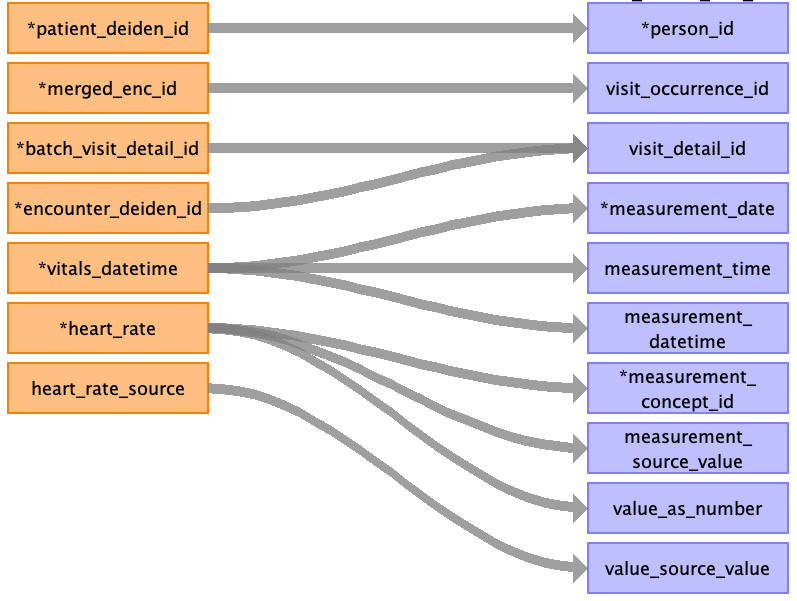 *patient_deiden_id
*person_id
*merged_enc_id
visit_occurrence_id
*batch_visit_detail_id
visit_detail_id
*encounter_deiden_id
*measurement_date
*vitals_datetime
measurement_time
*heart_rate
measurement_
datetime
heart_rate_source
*measurement_
concept_id
measurement_
source_value
value_as_number
value_source_value